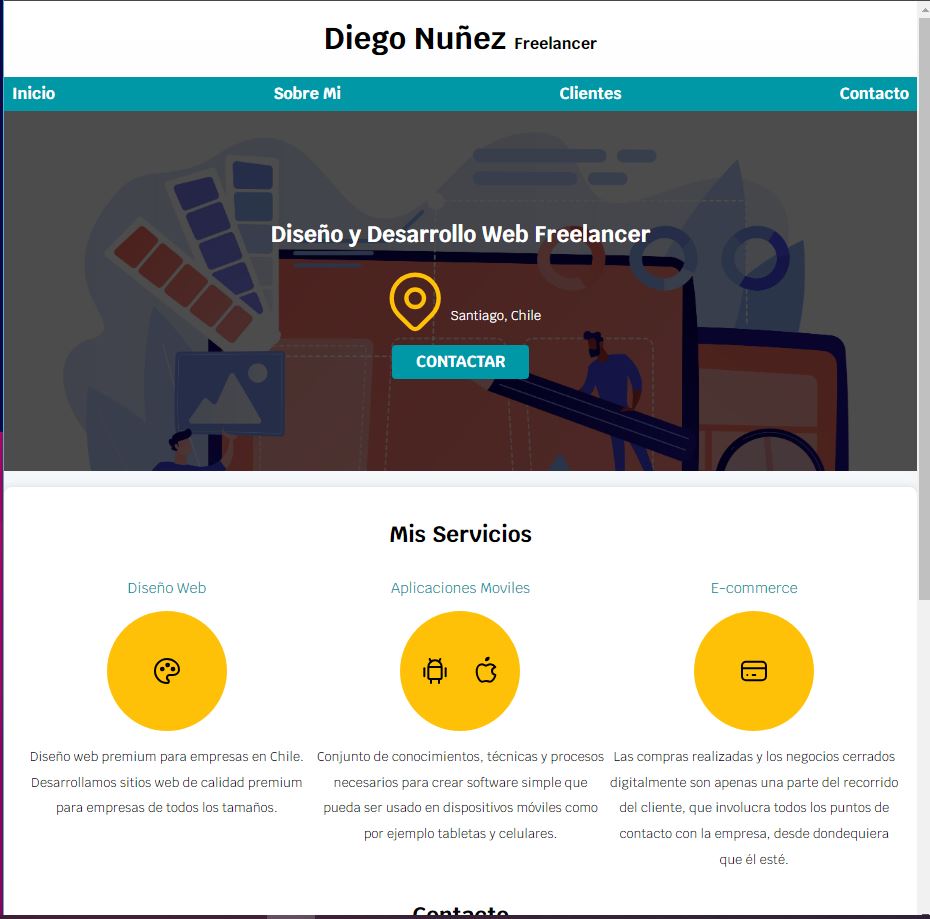 Diego Nuñez Freelancer
Inicio Sobre Mi Clientes Contacto
Diseño y Desarrollo Web Freelancer
Santiago, Chile
CONTACTAR
Mis Servicios
Diseño Web
Diseño web premium para empresas en Chile.
Desarrollamos sitios web de calidad premium
para empresas de todos los tamaños.
Aplicaciones Moviles
Conjunto de conocimientos, técnicas y procesos
necesarios para crear software simple que
pueda ser usado en dispositivos móviles como
por ejemplo tabletas y celulares.
E-commerce
Las compras realizadas y los negocios cerrados
digitalmente son apenas una parte del recorrido
del cliente, que involucra todos los puntos de
contacto con la empresa, desde dondequiera
que él esté.
Contacto